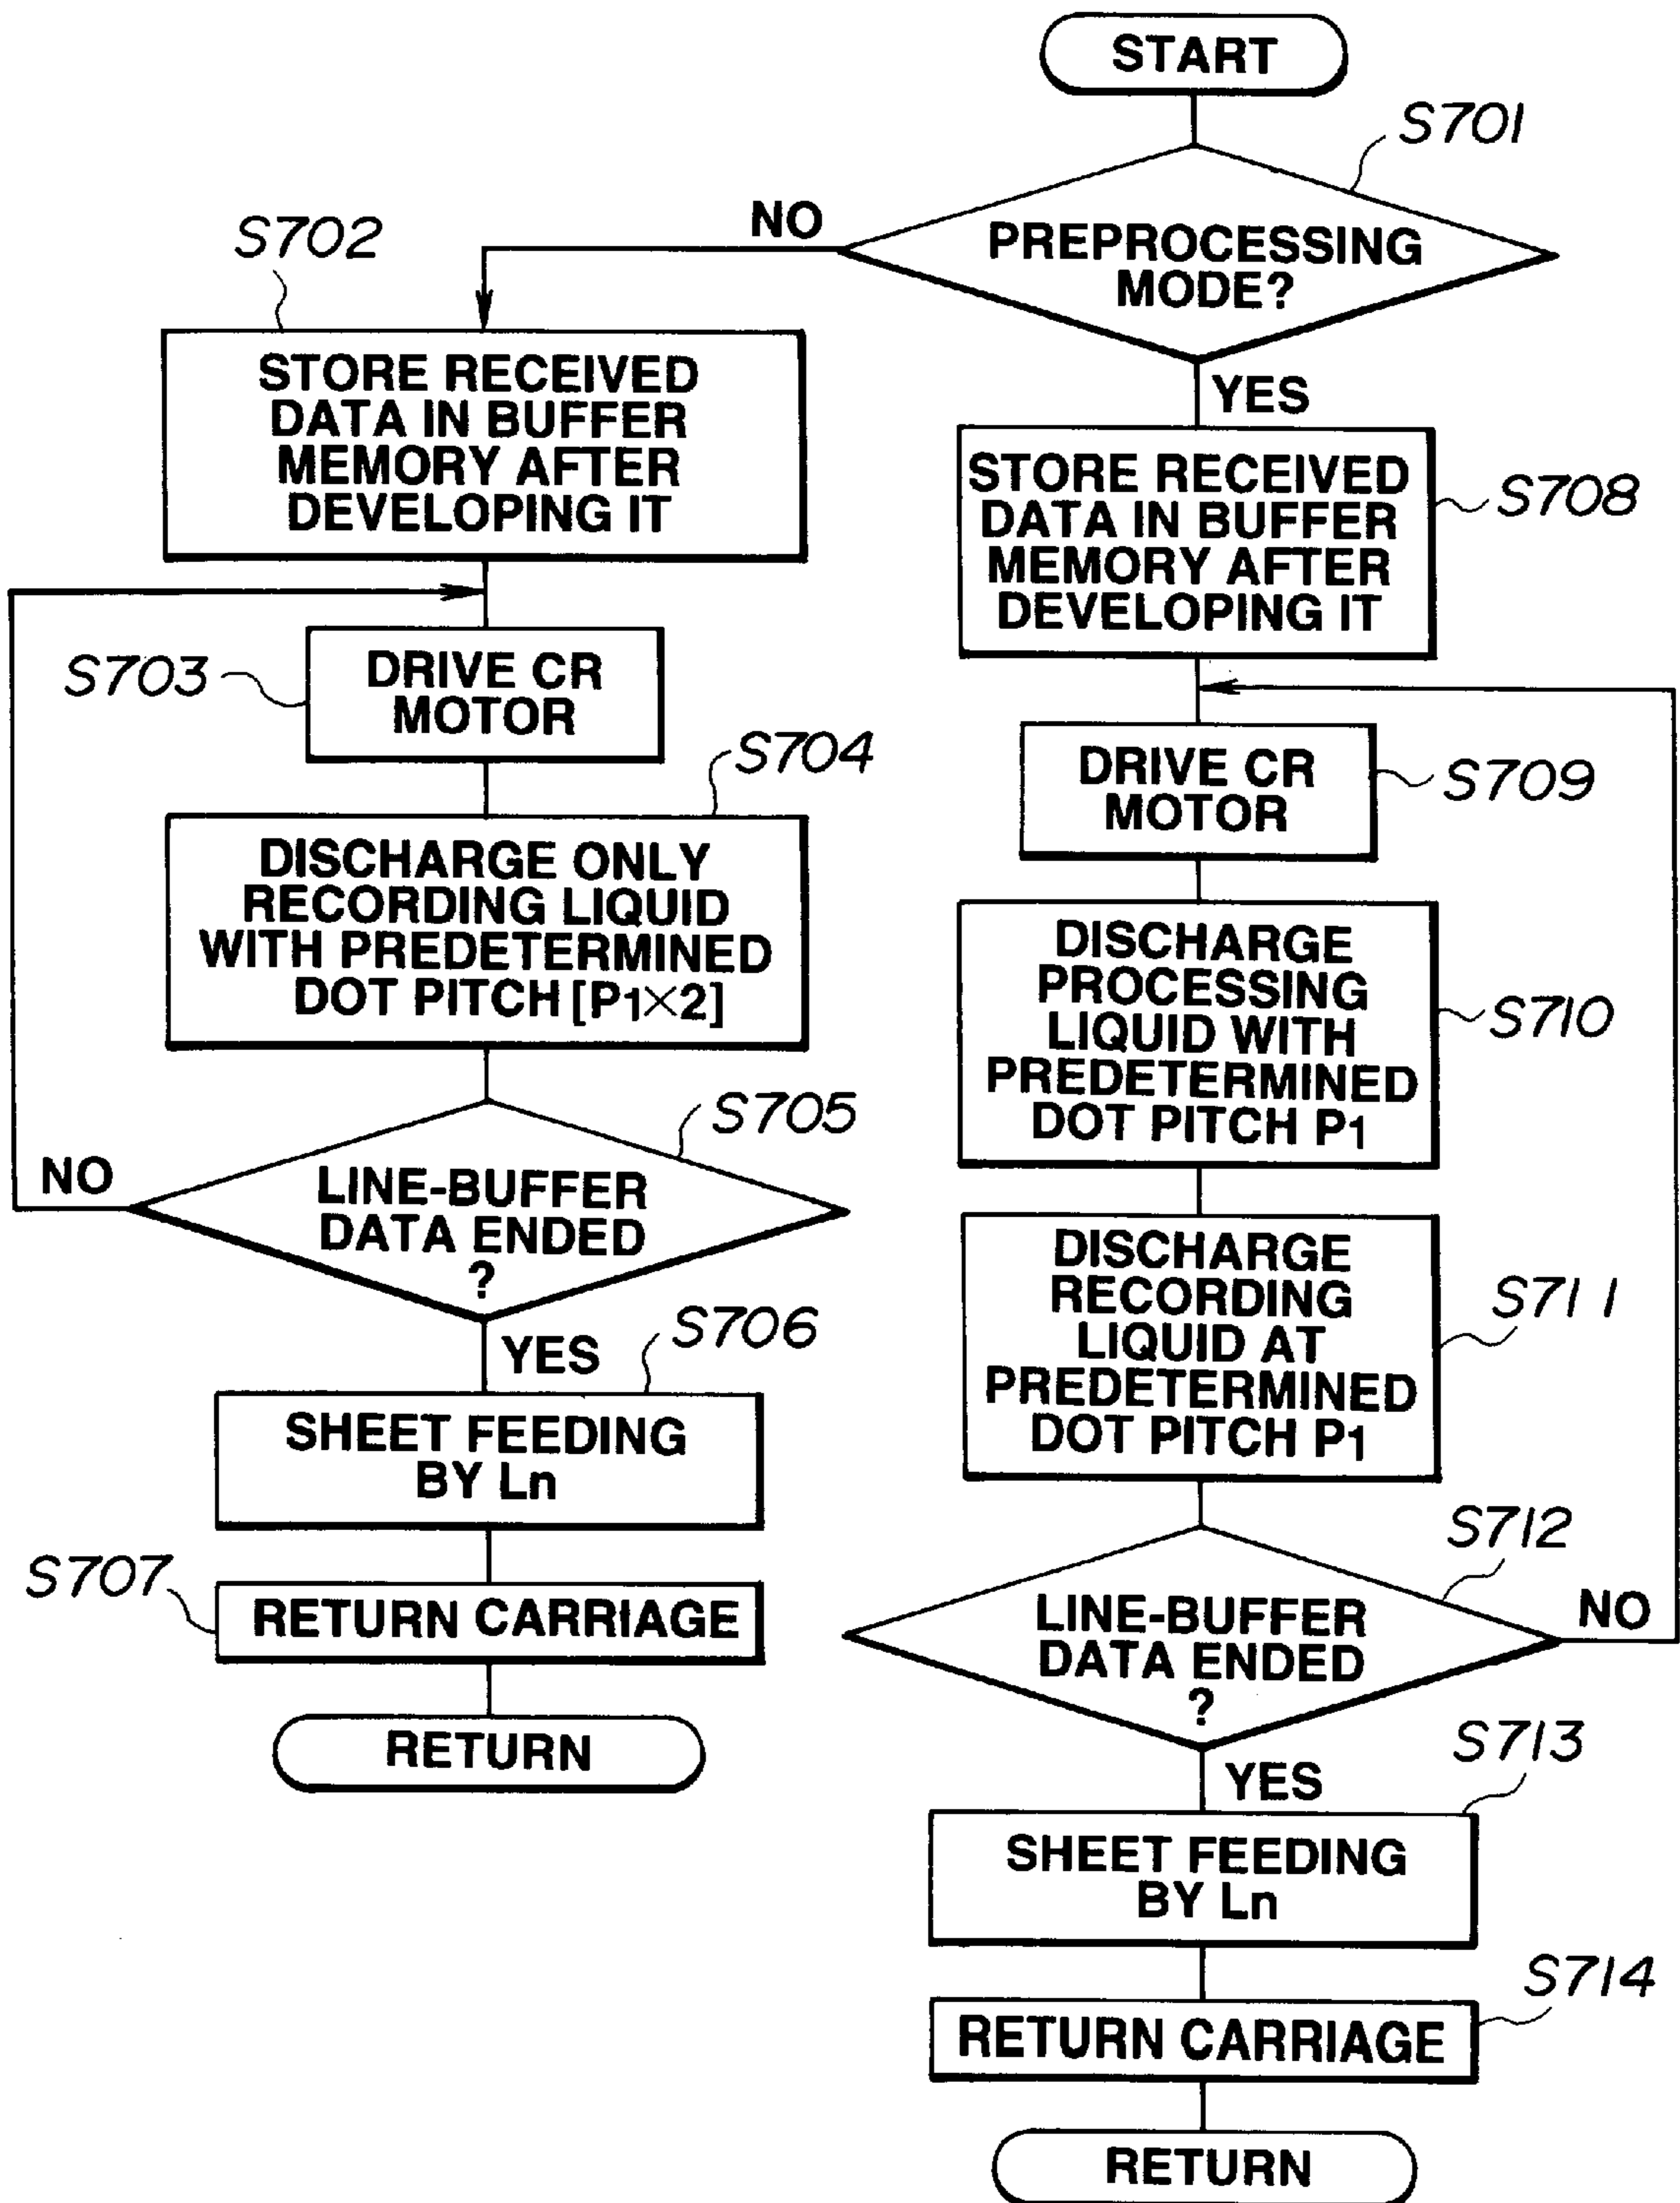 START
S701
PREPROCESSING
MODE?
NO
YES
S702
STORE RECEIVED
DATA IN BUFFER
MEMORY AFTER
DEVELOPING IT
S703
DRIVE CR
MOTOR
S704
DISCHARGE ONLY
RECORDING LIQUID
WITH PREDETERMINED
DOT PITCH [P1×2]
S705
LINE-BUFFER
DATA ENDED
?
NO
YES
S706
SHEET FEEDING
BY Ln
S707
RETURN CARRIAGE
RETURN
S708
STORE RECEIVED
DATA IN BUFFER
MEMORY AFTER
DEVELOPING IT
S709
DRIVE CR
MOTOR
S710
DISCHARGE
PROCESSING
LIQUID WITH
PREDETERMINED
DOT PITCH P1
S711
DISCHARGE
RECORDING
LIQUID AT
PREDETERMINED
DOT PITCH P1
S712
LINE-BUFFER
DATA ENDED
?
NO
YES
S713
SHEET FEEDING
BY Ln
S714
RETURN CARRIAGE
RETURN